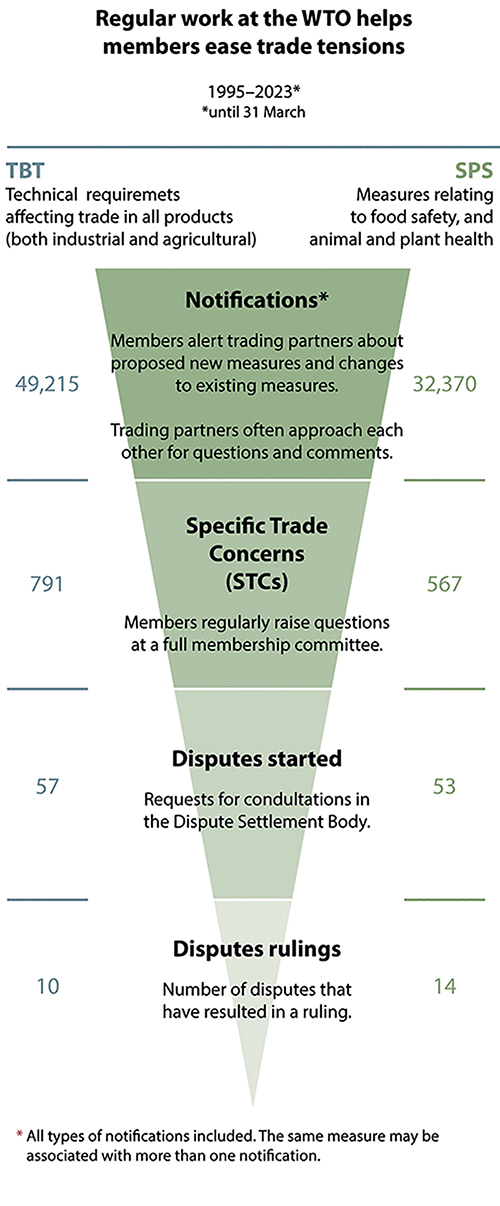 Regular work at the WTO helps
members ease trade tensions
1995–2023*
*until 31 March
TBT
Technical requiremets
affecting trade in all products
(both industrial and agricultural)
SPS
Measures relating
to food safety, and
animal and plant health
Notifications*
Members alert trading partners about
proposed new measures and changes
to existing measures.
Trading partners often approach each
other for questions and comments.
49,215
32,370
Specific Trade
Concerns
(STCs)
Members regularly raise questions
at a full membership committee.
791
567
Disputes started
Requests for condultations in
the Dispute Settlement Body.
57
53
Disputes rulings
Number of disputes that
have resulted in a ruling.
10
14
* All types of notifications included. The same measure may be
associated with more than one notification.